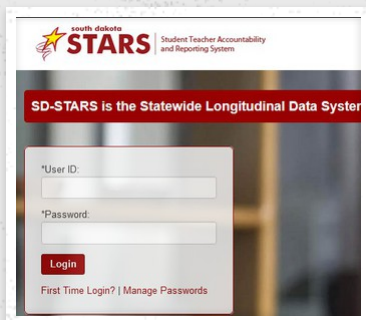 south dakota
STARS
Student Teacher Accountability
and Reporting System
SD-STARS is the Statewide Longitudinal Data Syster
*User ID:
*Password:
Login
First Time Login? | Manage Passwords